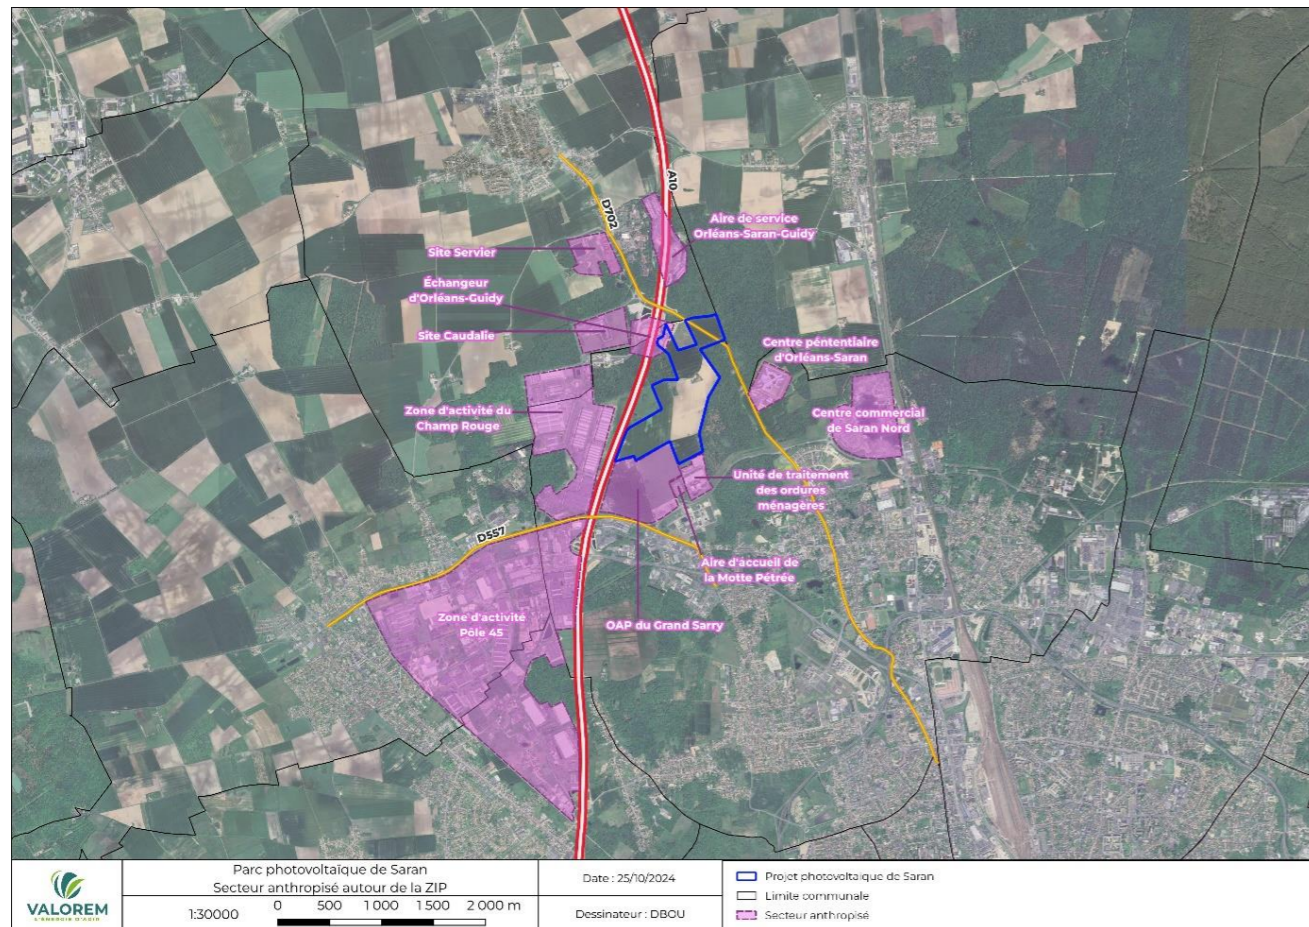 A10
D702
Aire de service
Orléans-Saran-Guidy
Site Servier
Échangeur
d'Orléans-Guidy
Site Caudalie
Centre péntentiaire
d'Orléans-Saran
Zone d'activité du
Champ Rouge
Centre commercial
de Saran Nord
Unité de traitement
des ordures
ménagères
D557
Aire d'accueil de
la Motte Pétrée
Zone d'activité
Pôle 45
OAP du Grand Sarry
VALOREM
Parc photovoltaïque de Saran
Secteur anthropisé autour de la ZIP
1:30000
0 500 1 000 1 500 2 000 m
Date : 25/10/2024
Dessinateur : DBOU
Projet photovoltaique de Saran
Limite communale
Secteur anthropisé